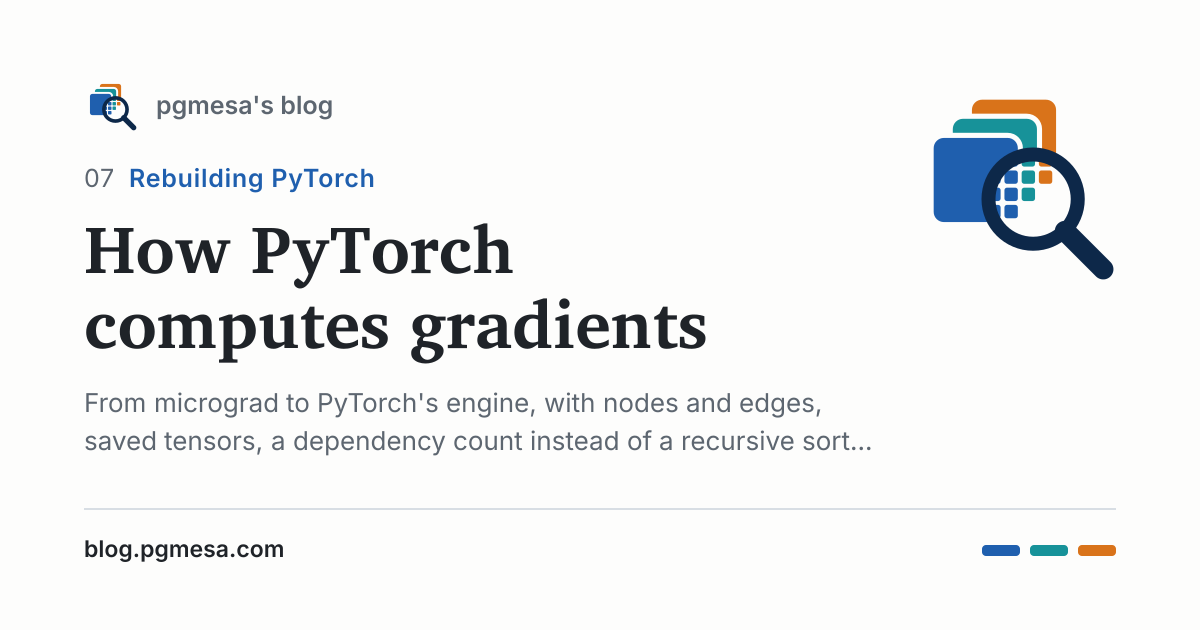 pgmesa's blog
07 Rebuilding PyTorch
How PyTorch
computes gradients
From micrograd to PyTorch's engine, with nodes and edges,
saved tensors, a dependency count instead of a recursive sort...
blog.pgmesa.com